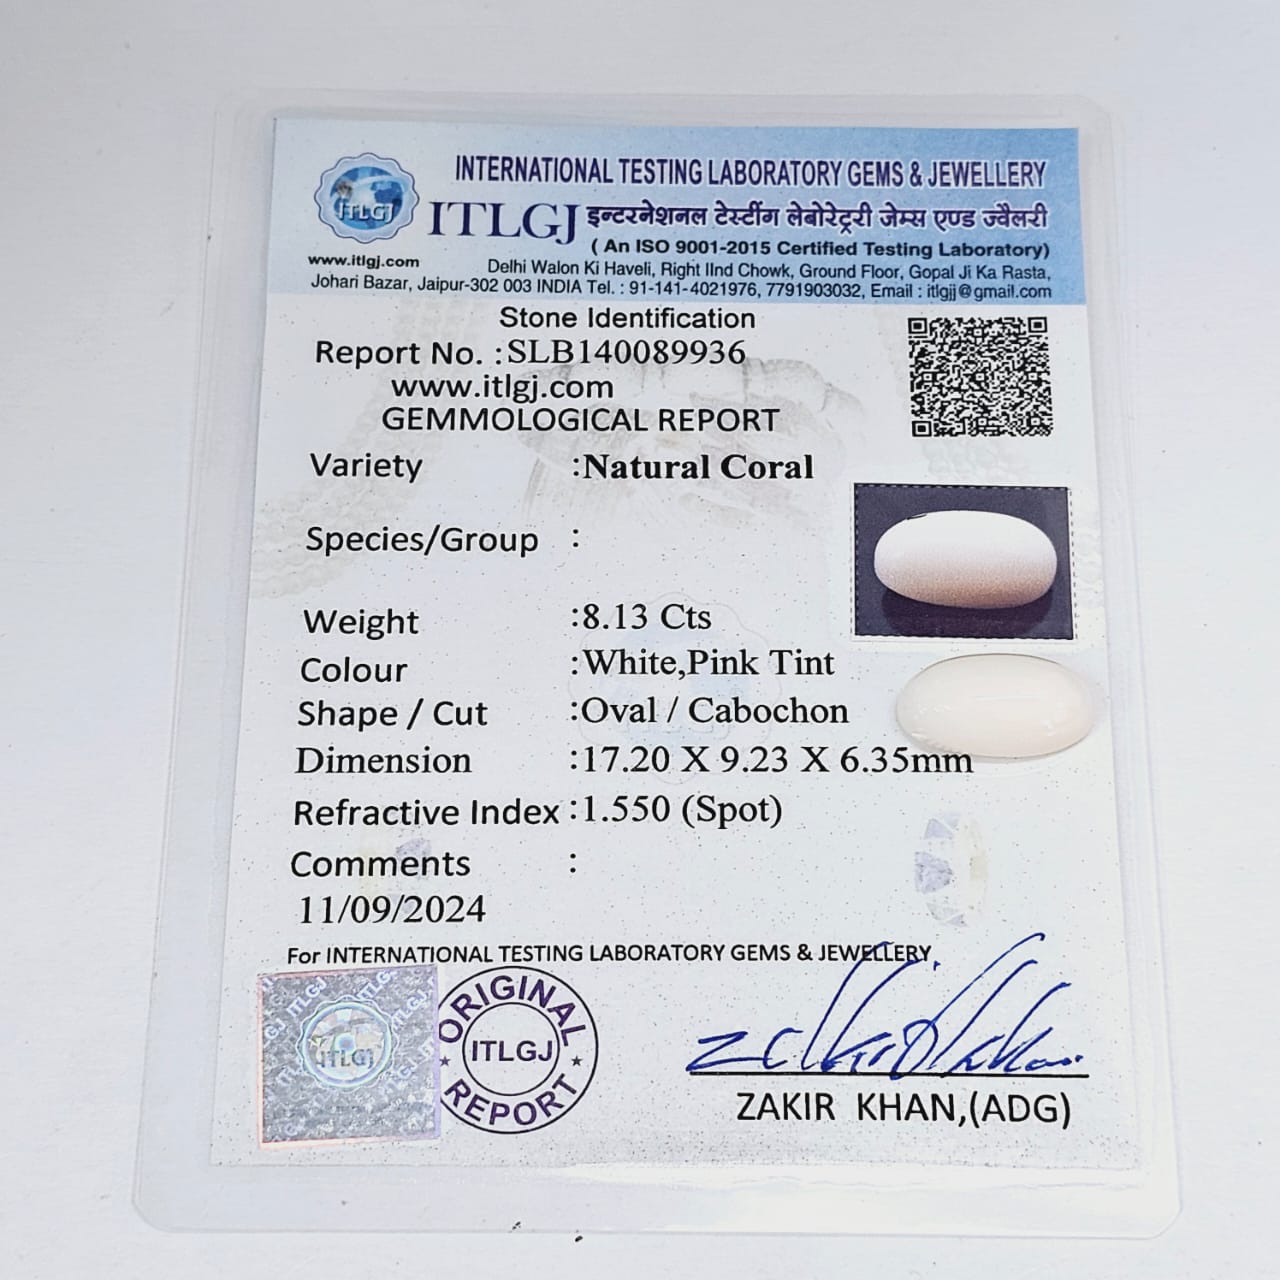 INTERNATIONAL TESTING LABORATORY GEMS & JEWELLERY
ITLGJ
ITLGJ इन्टरनेशनल टेस्टींग लेबोरेट्री जेम्स एण्ड ज्वैलरी
( An ISO 9001-2015 Certified Testing Laboratory)
www.itlgj.com Delhi Walon Ki Haveli, Right IInd Chowk, Ground Floor, Gopal Ji Ka Rasta,
Johari Bazar, Jaipur-302 003 INDIA Tel. : 91-141-4021976, 7791903032, Email : itlgjj@gmail.com
Stone Identification
Report No. :SLB140089936
www.itlgj.com
GEMMOLOGICAL REPORT
Variety :Natural Coral
Species/Group :
Weight :8.13 Cts
Colour :White,Pink Tint
Shape / Cut :Oval / Cabochon
Dimension :17.20 X 9.23 X 6.35mm
Refractive Index :1.550 (Spot)
Comments :
11/09/2024
For INTERNATIONAL TESTING LABORATORY GEMS & JEWELLERY.
ITLGJ
ORIGINAL
ITLGJ
REPORT
Zakir Khan
ZAKIR KHAN,(ADG)